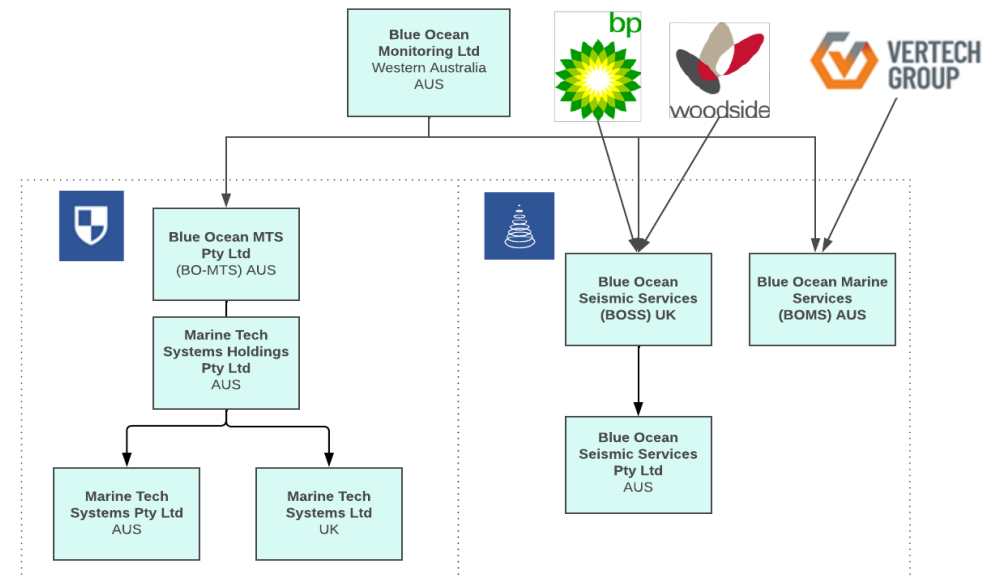 Blue Ocean
Monitoring Ltd
Western Australia
AUS
bp
woodside
VERTECH
GROUP
Blue Ocean MTS
Pty Ltd
(BO-MTS) AUS
Marine Tech
Systems Holdings
Pty Ltd
AUS
Marine Tech
Systems Pty Ltd
AUS
Marine Tech
Systems Ltd
UK
Blue Ocean
Seismic Services
(BOSS) UK
Blue Ocean Marine
Services
(BOMS) AUS
Blue Ocean
Seismic Services
Pty Ltd
AUS